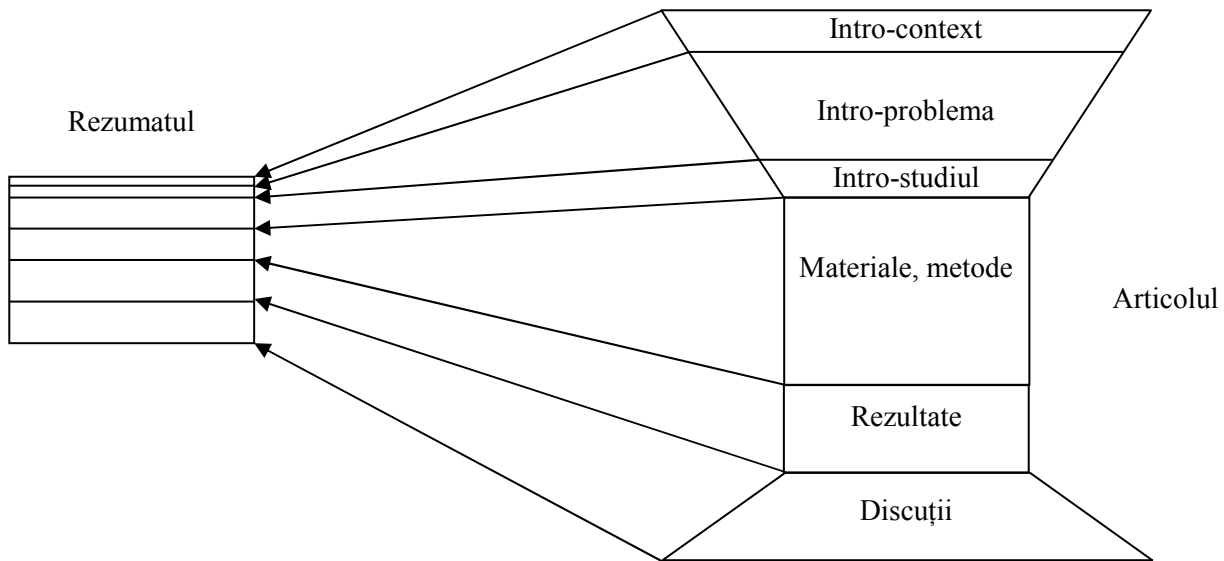 Intro-context
Intro-problema
Rezumatul
Intro-studiul
Materiale, metode
Articolul
Rezultate
Discuții